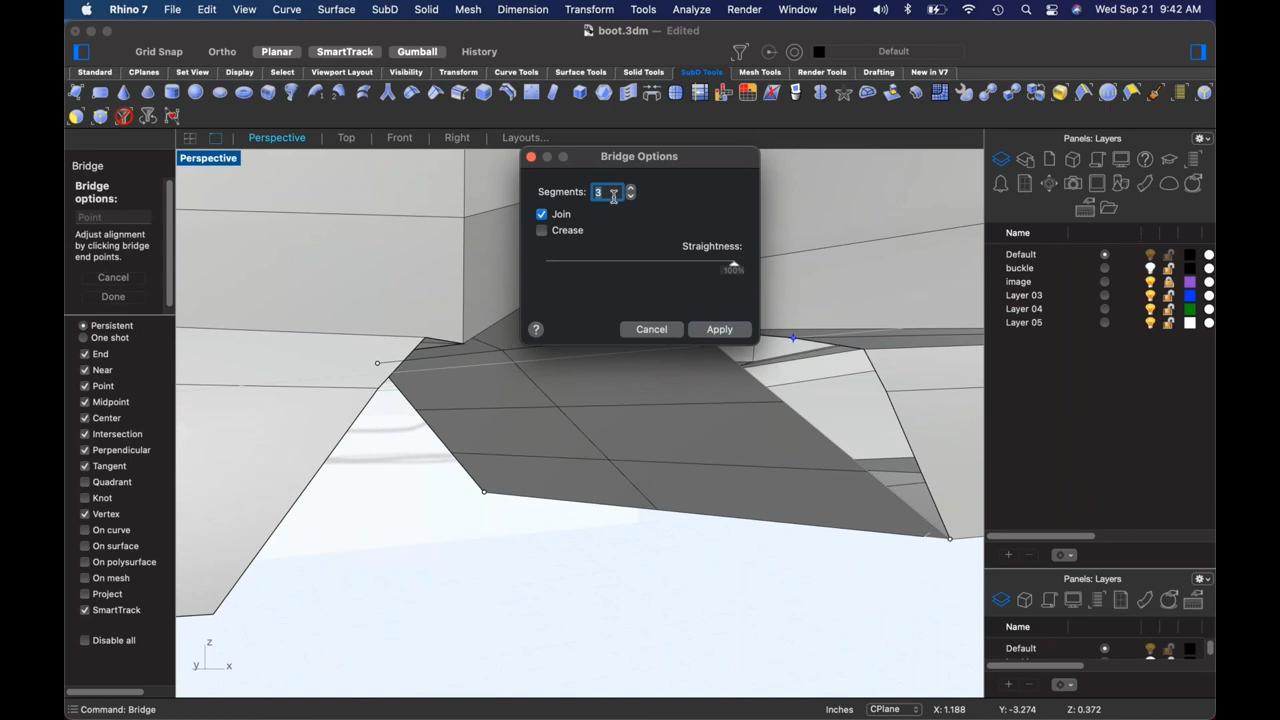 Rhino 7 File Edit View Curve Surface SubD Solid Mesh Dimension Transform Tools Analyze Render Window Help Wed Sep 21 9:42 AM
boot.3dm — Edited
Grid Snap Ortho Planar SmartTrack Gumball History Default
Standard CPlanes Set View Display Select Viewport Layout Visibility Transform Curve Tools Surface Tools Solid Tools SubD Tools Mesh Tools Render Tools Drafting New in V7
Perspective Top Front Right Layouts...
Perspective
Bridge
Bridge options:
Point
Adjust alignment by clicking bridge end points.
Cancel
Done
Persistent
One shot
End
Near
Point
Midpoint
Center
Intersection
Perpendicular
Tangent
Quadrant
Knot
Vertex
On curve
On surface
On polysurface
On mesh
Project
SmartTrack
Disable all
Bridge Options
Segments: 3
Join
Crease
Straightness:
100%
? Cancel Apply
z
y x
Panels: Layers
Name
Default
buckle
image
Layer 03
Layer 04
Layer 05
Panels: Layers
Name
Default
Command: Bridge Inches CPlane X: 1.188 Y: -3.274 Z: 0.372